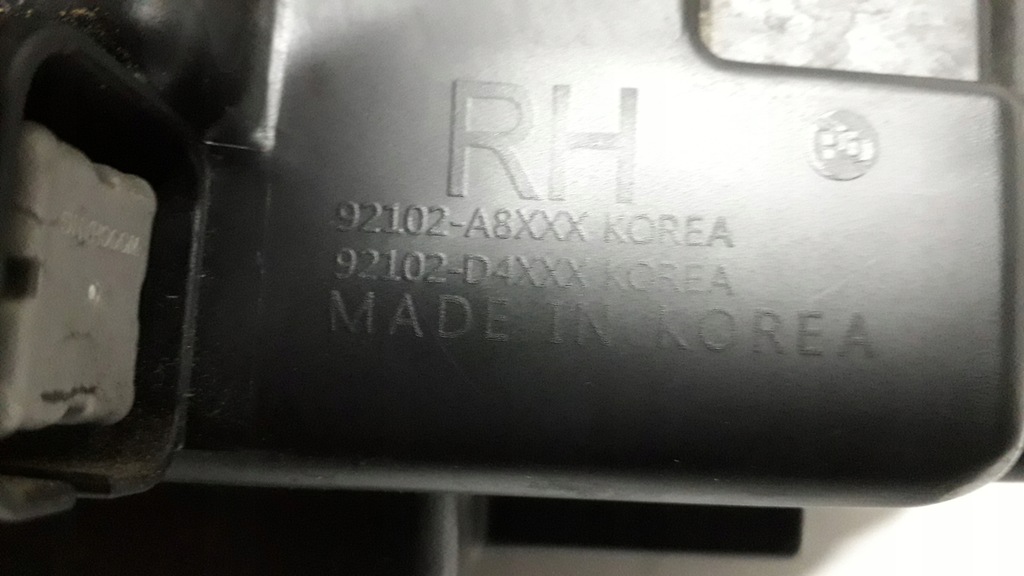 RH
92102-A8XXX KOREA
92102-D4XXX KOREA
MADE IN KOREA